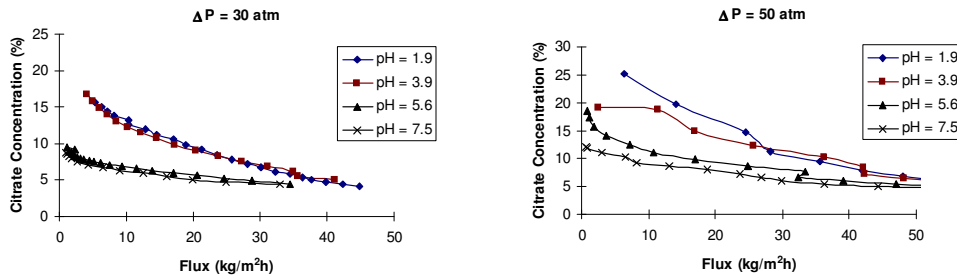 Δ P = 30 atm
Citrate Concentration (%)
25
20
15
10
5
0
0 10 20 30 40 50
Flux (kg/m²h)
pH = 1.9
pH = 3.9
pH = 5.6
pH = 7.5
Δ P = 50 atm
Citrate Concentration (%)
30
25
20
15
10
5
0
0 10 20 30 40 50
Flux (kg/m²h)
pH = 1.9
pH = 3.9
pH = 5.6
pH = 7.5